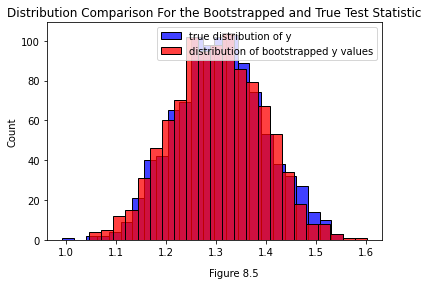 Distribution Comparison For the Bootstrapped and True Test Statistic
true distribution of y
distribution of bootstrapped y values
Count
100
80
60
40
20
0
1.0 1.1 1.2 1.3 1.4 1.5 1.6
Figure 8.5